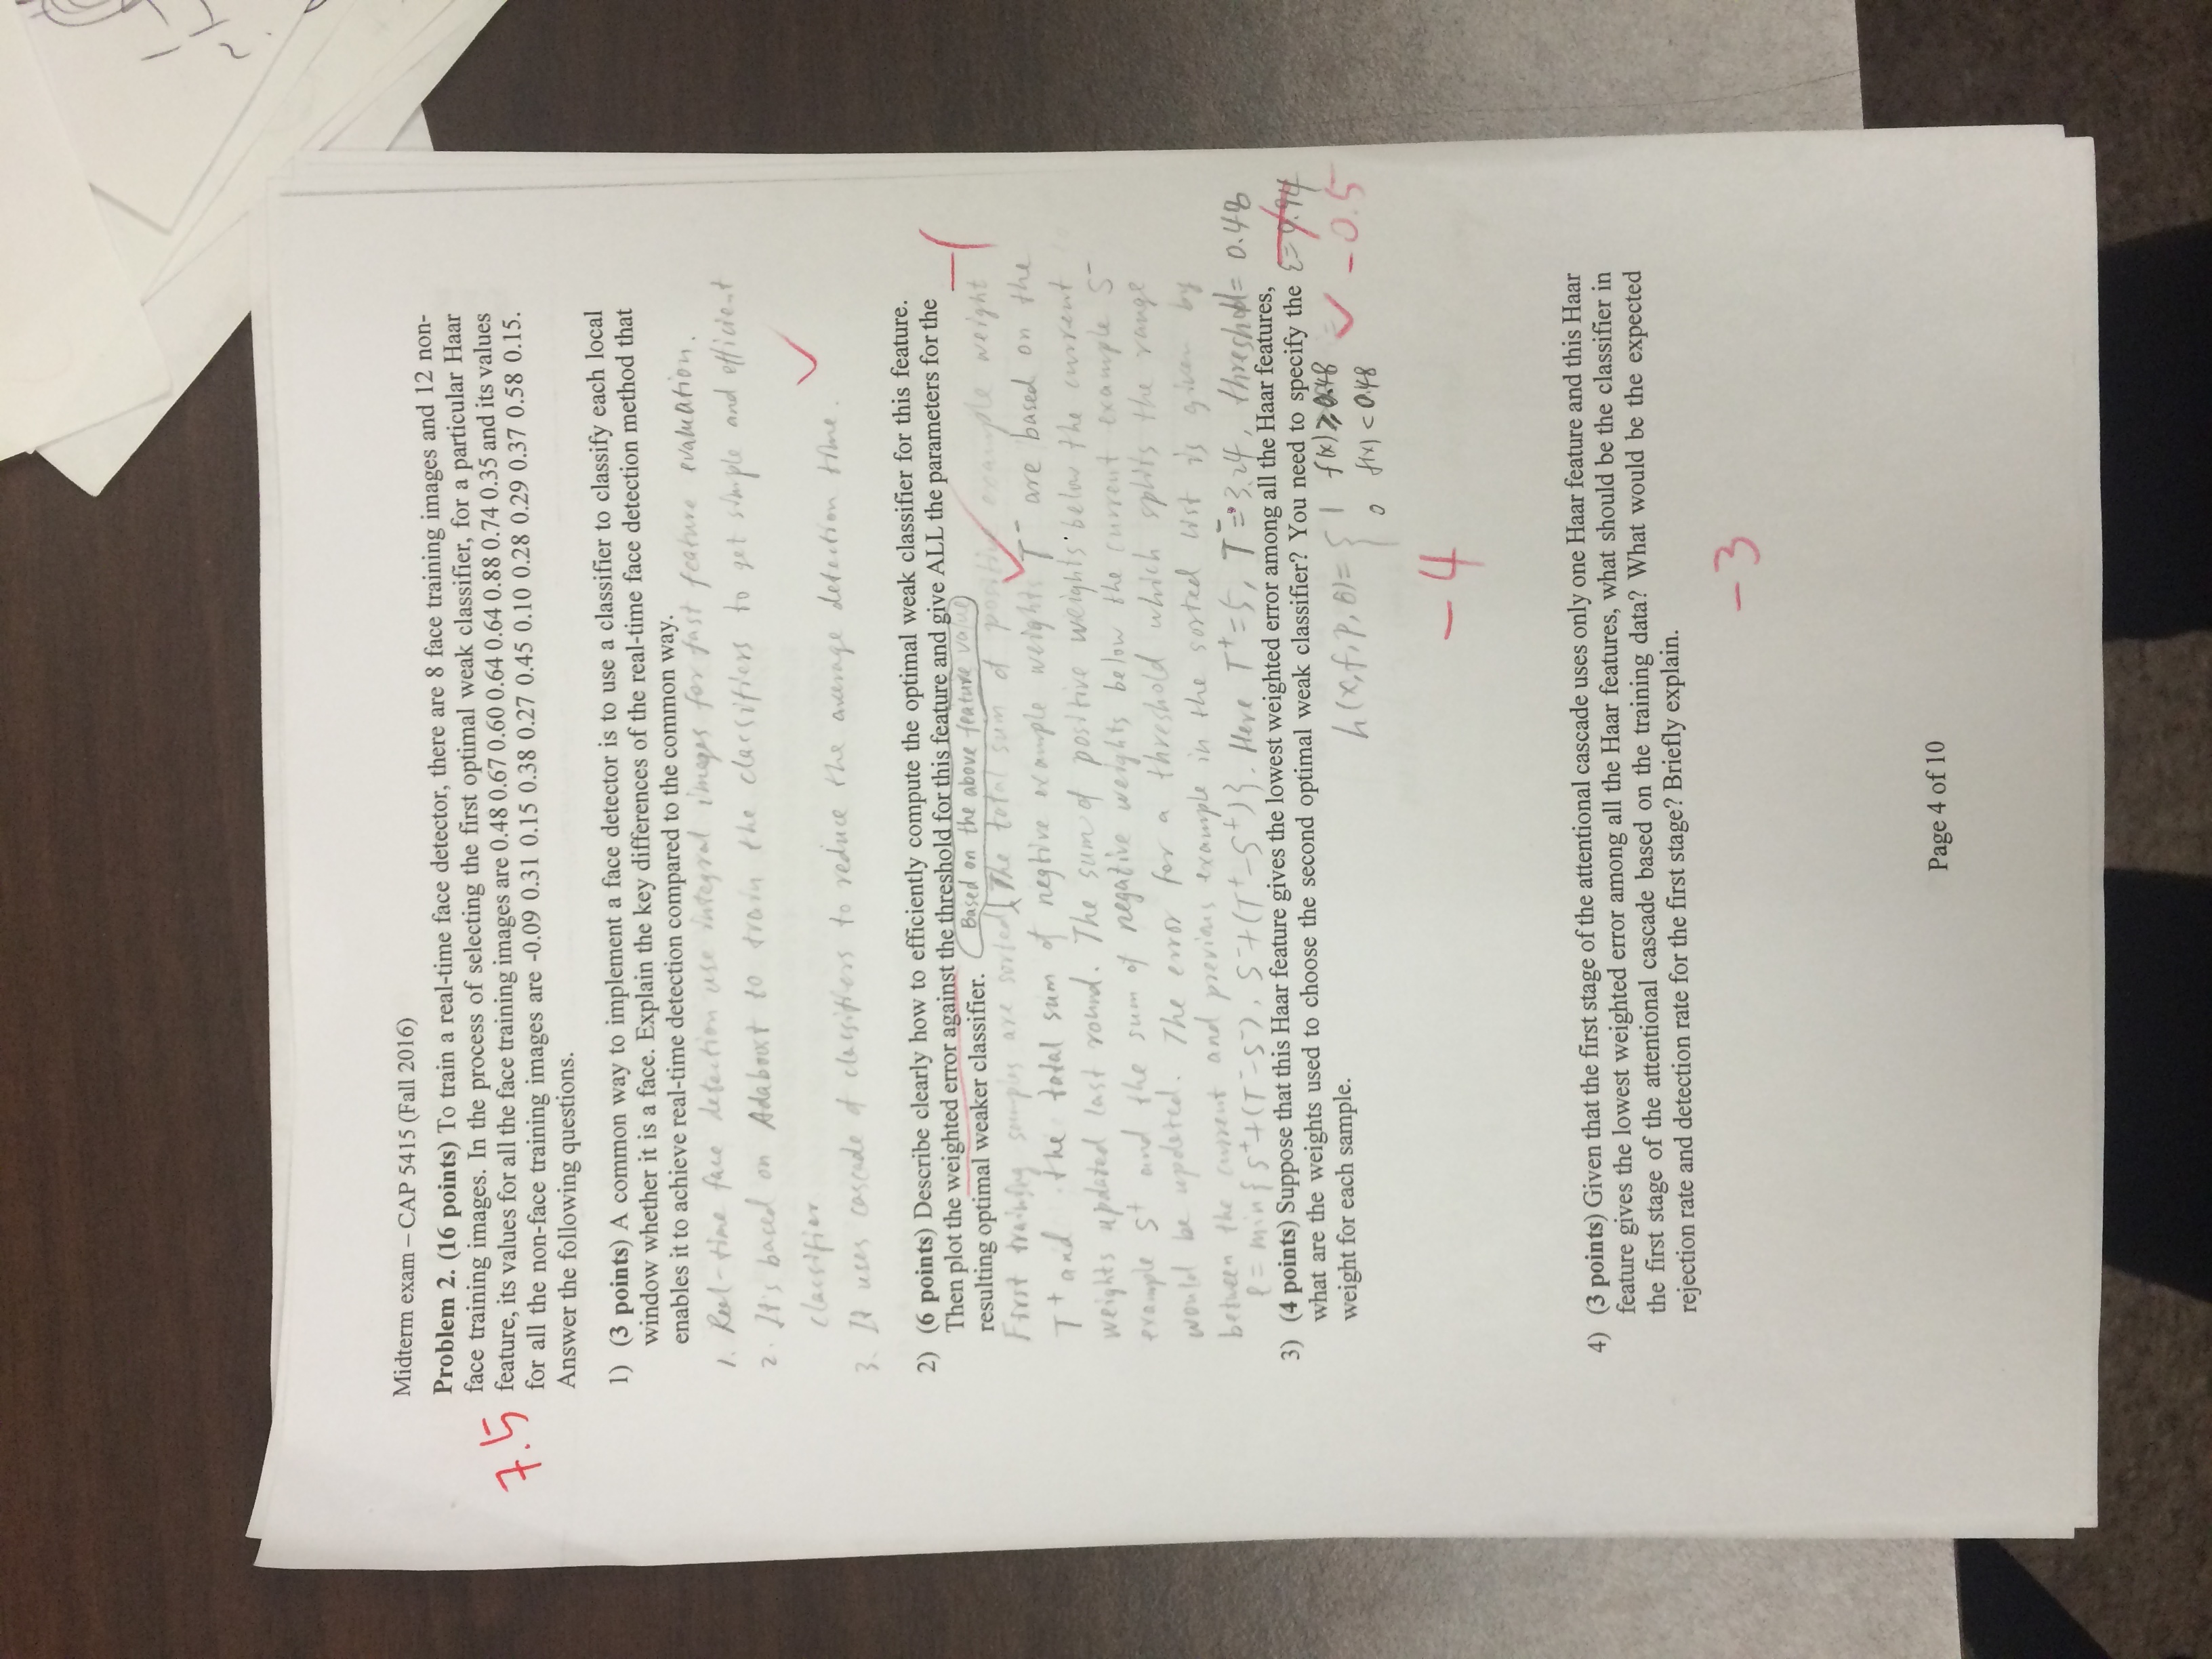 Midterm exam – CAP 5415 (Fall 2016)
7.5
Problem 2. (16 points) To train a real-time face detector, there are 8 face training images and 12 non-
face training images. In the process of selecting the first optimal weak classifier, for a particular Haar
feature, its values for all the face training images are 0.48 0.67 0.60 0.64 0.64 0.88 0.74 0.35 and its values
for all the non-face training images are -0.09 0.31 0.15 0.38 0.27 0.45 0.10 0.28 0.29 0.37 0.58 0.15.
Answer the following questions.
1) (3 points) A common way to implement a face detector is to use a classifier to classify each local
window whether it is a face. Explain the key differences of the real-time face detection method that
enables it to achieve real-time detection compared to the common way.
1. Real-time face detection use integral images for fast feature evaluation.
2. It's based on Adaboost to train the classifiers to get simple and efficient
classifier
3. It uses cascade of classifiers to reduce the average detection time.
2) (6 points) Describe clearly how to efficiently compute the optimal weak classifier for this feature.
Then plot the weighted error against the threshold for this feature and give ALL the parameters for the
resulting optimal weaker classifier. Based on the above feature value
-1
First training samples are sorted. The total sum of positive example weight
T+ and the total sum of negtive example weight T- are based on the
weights updated last round. The sum of positive weights below the current
example S+ and the sum of negative weights below the current example S-
would be updated. The error for a threshold which splits the range
between the current and previous example in the sorted list is given by
e = min{S+ + (T- - S-), S- + (T+ - S+)}. Here T+ = 5, T- = 3.24, threshold = 0.48
3) (4 points) Suppose that this Haar feature gives the lowest weighted error among all the Haar features,
what are the weights used to choose the second optimal weak classifier? You need to specify the
weight for each sample.
h(x,f,p,θ) = { 1 f(x) ≥ 0.48
0 f(x) < 0.48
-0.5
-4
4) (3 points) Given that the first stage of the attentional cascade uses only one Haar feature and this Haar
feature gives the lowest weighted error among all the Haar features, what should be the classifier in
the first stage of the attentional cascade based on the training data? What would be the expected
rejection rate and detection rate for the first stage? Briefly explain.
-3
Page 4 of 10